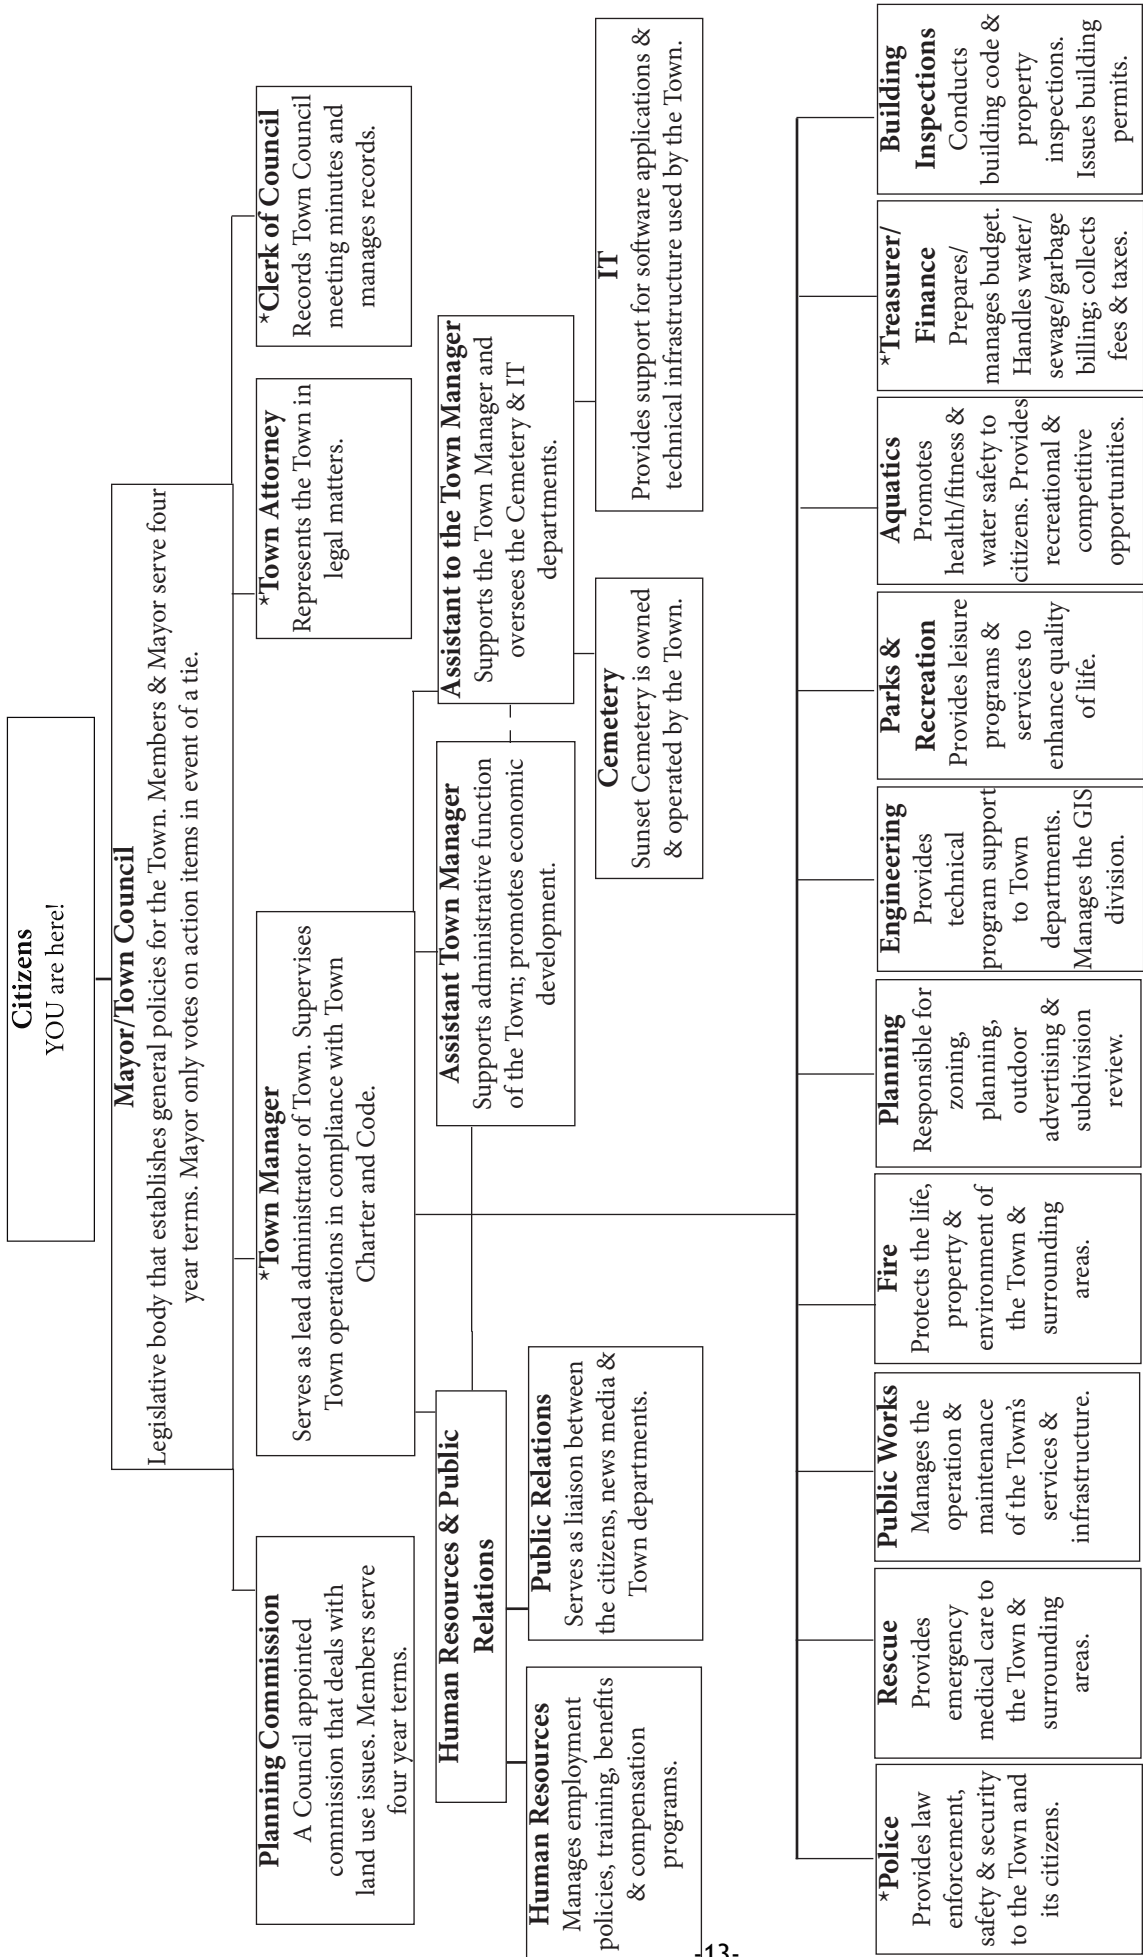 Citizens
YOU are here!
Mayor/Town Council
Legislative body that establishes general policies for the Town. Members & Mayor serve four
year terms. Mayor only votes on action items in event of a tie.
Planning Commission
A Council appointed
commission that deals with
land use issues. Members serve
four year terms.
*Town Manager
Serves as lead administrator of Town. Supervises
Town operations in compliance with Town
Charter and Code.
*Town Attorney
Represents the Town in
legal matters.
*Clerk of Council
Records Town Council
meeting minutes and
manages records.
Human Resources & Public
Relations
Assistant Town Manager
Supports administrative function
of the Town; promotes economic
development.
Assistant to the Town Manager
Supports the Town Manager and
oversees the Cemetery & IT
departments.
Human Resources
Manages employment
policies, training, benefits
& compensation
programs.
Public Relations
Serves as liaison between
the citizens, news media &
Town departments.
Cemetery
Sunset Cemetery is owned
& operated by the Town.
IT
Provides support for software applications &
technical infrastructure used by the Town.
*Police
Provides law
enforcement,
safety & security
to the Town and
its citizens.
Rescue
Provides
emergency
medical care to
the Town &
surrounding
areas.
Public Works
Manages the
operation &
maintenance
of the Town's
services &
infrastructure.
Fire
Protects the life,
property &
environment of
the Town &
surrounding
areas.
Planning
Responsible for
zoning,
planning,
outdoor
advertising &
subdivision
review.
Engineering
Provides
technical
program support
to Town
departments.
Manages the GIS
division.
Parks &
Recreation
Provides leisure
programs &
services to
enhance quality
of life.
Aquatics
Promotes
health/fitness &
water safety to
citizens. Provides
recreational &
competitive
opportunities.
*Treasurer/
Finance
Prepares/
manages budget.
Handles water/
sewage/garbage
billing; collects
fees & taxes.
Building
Inspections
Conducts
building code &
property
inspections.
Issues building
permits.
-13-